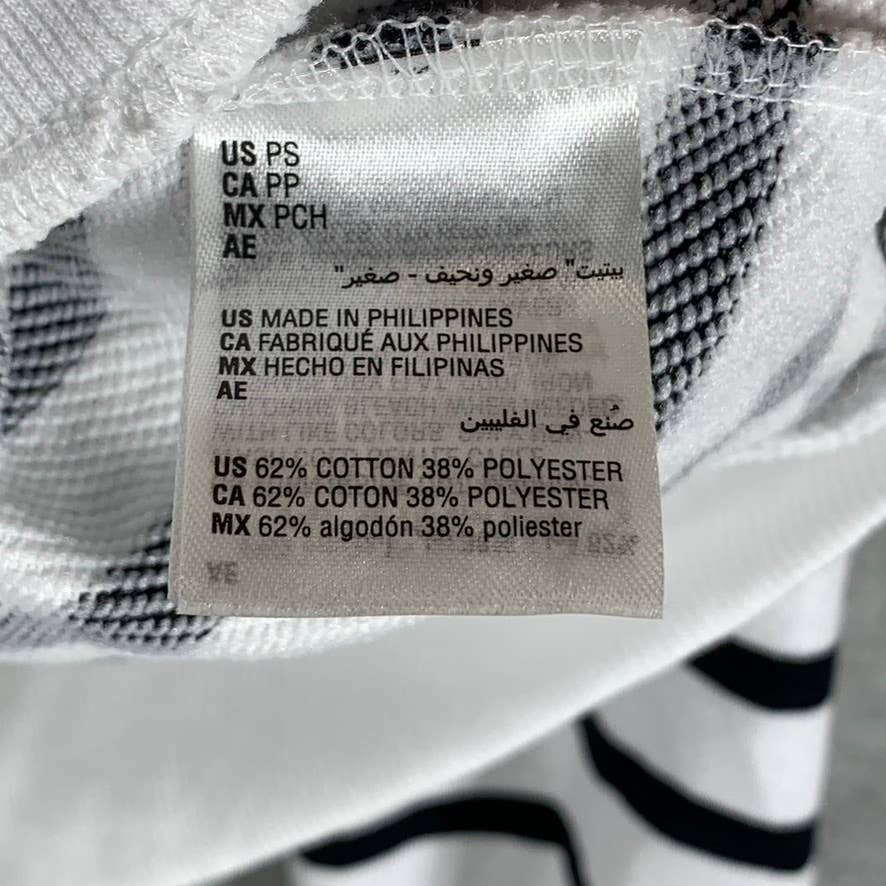 US PS
CA PP
MX PCH
AE
بيتيت" صغير ونحيف - صغير"
US MADE IN PHILIPPINES
CA FABRIQUÉ AUX PHILIPPINES
MX HECHO EN FILIPINAS
AE
صُنع في الفليبين
US 62% COTTON 38% POLYESTER
CA 62% COTON 38% POLYESTER
MX 62% algodón 38% poliester